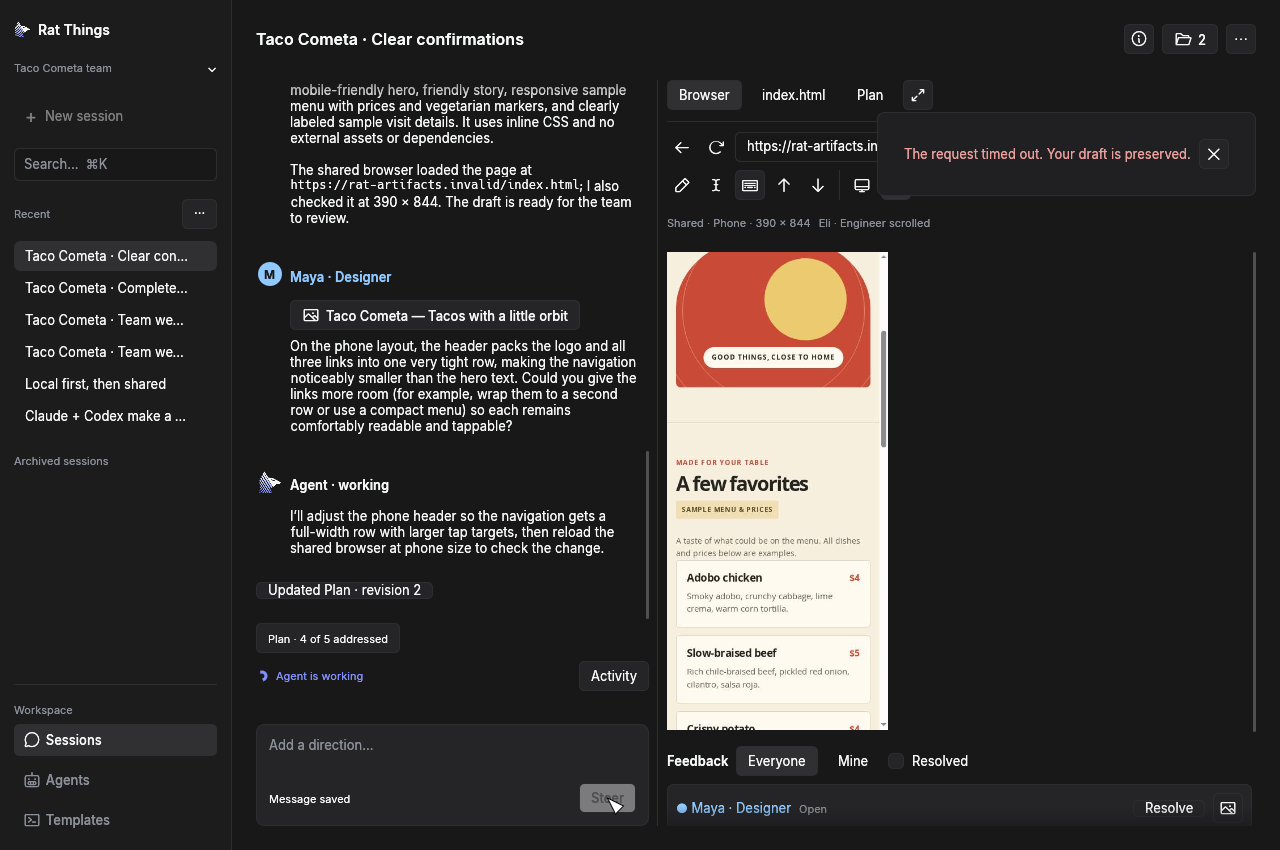 Rat Things
Taco Cometa team
New session
Search... ⌘K
Recent
Taco Cometa · Clear con...
Taco Cometa · Complete...
Taco Cometa · Team we...
Taco Cometa · Team we...
Local first, then shared
Claude + Codex make a ...
Archived sessions
Workspace
Sessions
Agents
Templates
Taco Cometa · Clear confirmations
2
mobile-friendly hero, friendly story, responsive sample
menu with prices and vegetarian markers, and clearly
labeled sample visit details. It uses inline CSS and no
external assets or dependencies.
The shared browser loaded the page at
https://rat-artifacts.invalid/index.html; I also
checked it at 390 × 844. The draft is ready for the team
to review.
M
Maya · Designer
Taco Cometa — Tacos with a little orbit
On the phone layout, the header packs the logo and all
three links into one very tight row, making the navigation
noticeably smaller than the hero text. Could you give the
links more room (for example, wrap them to a second
row or use a compact menu) so each remains
comfortably readable and tappable?
Agent · working
I'll adjust the phone header so the navigation gets a
full-width row with larger tap targets, then reload the
shared browser at phone size to check the change.
Updated Plan · revision 2
Plan · 4 of 5 addressed
Agent is working
Activity
Add a direction...
Message saved
Steer
Browser
index.html
Plan
https://rat-artifacts.in
The request timed out. Your draft is preserved.
Shared · Phone · 390 × 844 Eli · Engineer scrolled
GOOD THINGS, CLOSE TO HOME
MADE FOR YOUR TABLE
A few favorites
SAMPLE MENU & PRICES
A taste of what could be on the menu. All dishes
and prices below are examples.
Adobo chicken $4
Smoky adobo, crunchy cabbage, lime
crema, warm corn tortilla.
Slow-braised beef $5
Rich chile-braised beef, pickled red onion,
cilantro, salsa roja.
Crispy potato $4
Feedback
Everyone
Mine
Resolved
Maya · Designer Open
Resolve